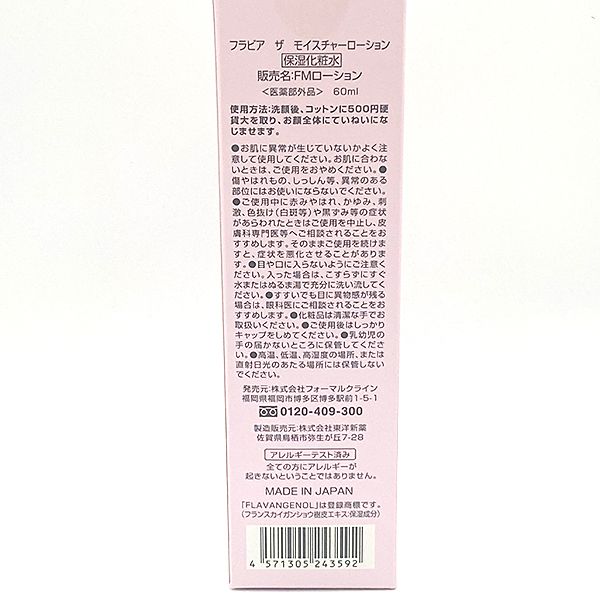 フラビア　ザ　モイスチャーローション
保湿化粧水
販売名:FMローション
<医薬部外品>　60ml
使用方法:洗顔後、コットンに500円硬
貨大を取り、お顔全体にていねいにな
じませます。
●お肌に異常が生じていないかよく注
意して使用してください。お肌に合わな
いときは、ご使用をおやめください。●
傷やはれもの、しっしん等、異常のある
部位にはお使いにならないでください。
●ご使用中に赤みやはれ、かゆみ、刺
激、色抜け(白斑等)や黒ずみ等の症状
があらわれたときはご使用を中止し、皮
膚科専門医等へご相談されることをお
すすめします。そのままご使用を続けま
すと、症状を悪化させることがありま
す。●目や口に入らないようにご注意く
ださい。入った場合は、こすらずにすぐ
水またはぬるま湯で充分に洗い流してく
ださい。●すすいでも目に異物感が残る
場合は、眼科医にご相談されることをお
すすめします。●化粧品は清潔な手でお
取扱いください。●ご使用後はしっかり
キャップをしめてください。●乳幼児の
手の届かないところに保管してください。
●高温、低温、高湿度の場所、または
直射日光のあたる場所には保管しない
でください。
発売元:株式会社フォーマルクライン
福岡県福岡市博多区博多駅前1-5-1
0120-409-300
製造販売元:株式会社東洋新薬
佐賀県鳥栖市弥生が丘7-28
アレルギーテスト済み
全ての方にアレルギーが
起きないということではありません。
MADE IN JAPAN
「FLAVANGENOL」は登録商標です。
(フランスカイガンショウ樹皮エキス:保湿成分)
4 571305 243592